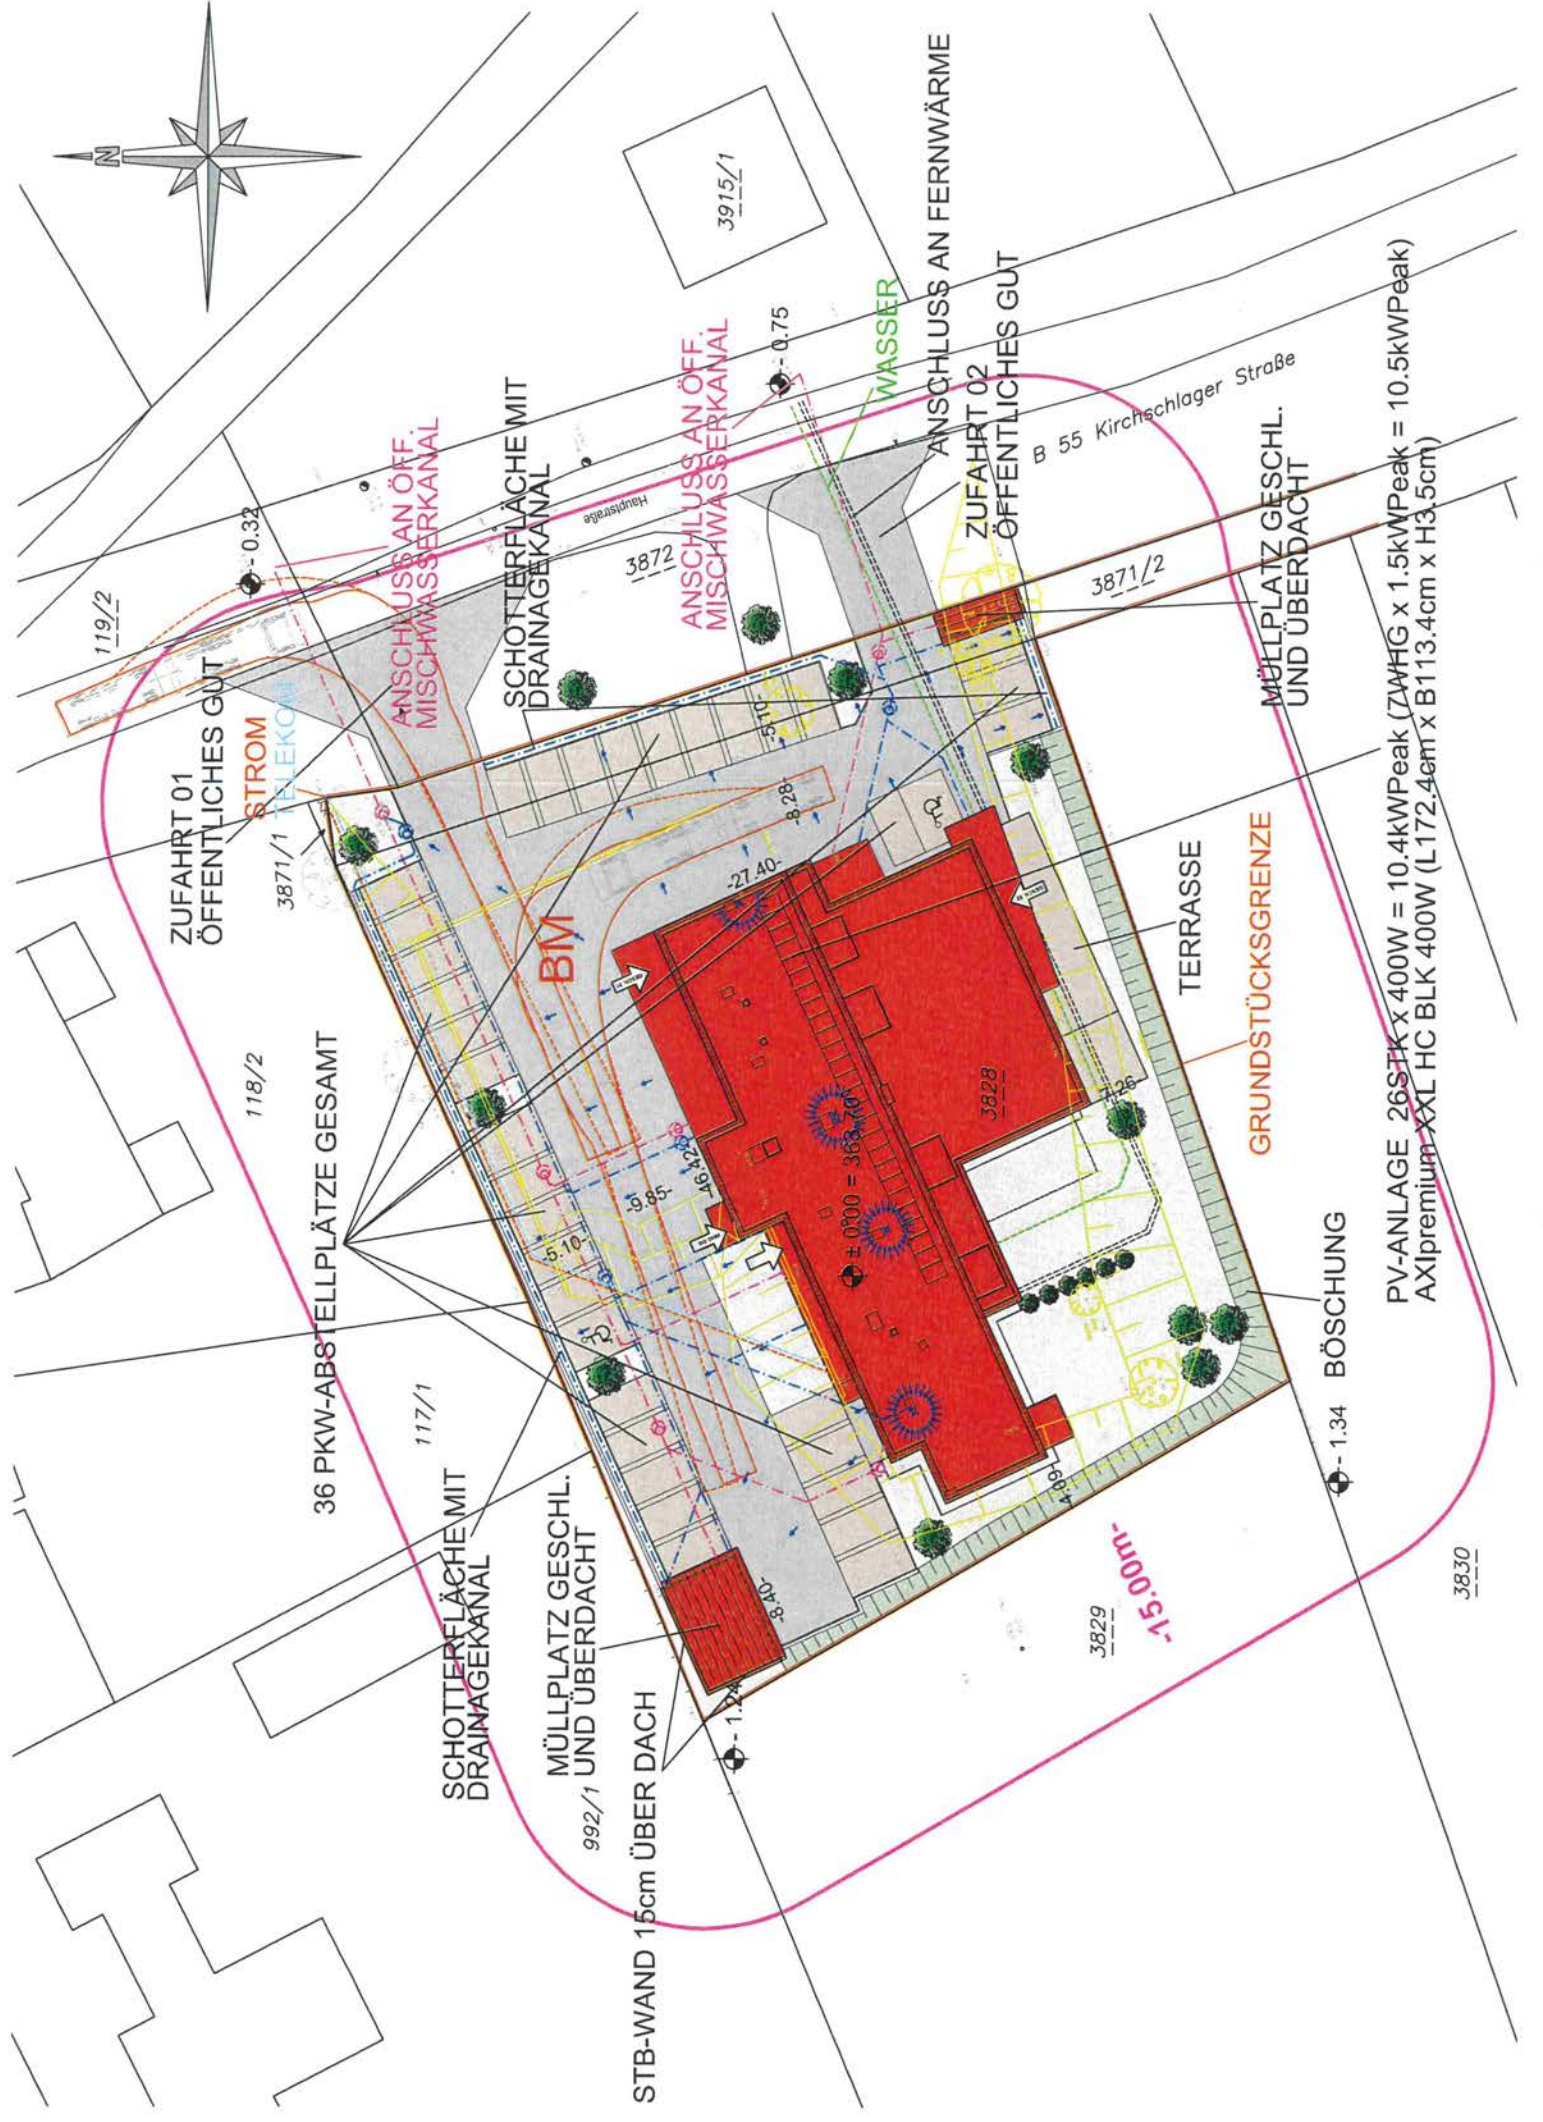 N
119/2
- 0.32
ZUFAHRT 01
ÖFFENTLICHES GUT
STROM
TELEKOM
3871/1
ANSCHLUSS AN ÖFF.
MISCHWASSERKANAL
SCHOTTERFLÄCHE MIT
DRAINAGEKANAL
Hauptstraße
3872
ANSCHLUSS AN ÖFF.
MISCHWASSERKANAL
3915/1
- 0.75
WASSER
ANSCHLUSS AN FERNWÄRME
ZUFAHRT 02
ÖFFENTLICHES GUT
B 55 Kirchschlager Straße
3871/2
MÜLLPLATZ GESCHL.
UND ÜBERDACHT
118/2
36 PKW-ABSTELLPLÄTZE GESAMT
117/1
BM
-5.10-
-8.28-
-27.40-
-9.85-
-46.42-
-5.10-
± 0°00 = 363.70
3828
TERRASSE
GRUNDSTÜCKSGRENZE
SCHOTTERFLÄCHE MIT
DRAINAGEKANAL
MÜLLPLATZ GESCHL.
UND ÜBERDACHT
992/1
STB-WAND 15cm ÜBER DACH
-8.40-
- 1.24
4.09-
-15.00m-
3829
- 1.34
BÖSCHUNG
3830
PV-ANLAGE 26STK x 400W = 10.4kWPeak (7WHG x 1.5kWPeak = 10.5kWPeak)
AXIpremium XXL HC BLK 400W (L172.4cm x B113.4cm x H3.5cm)